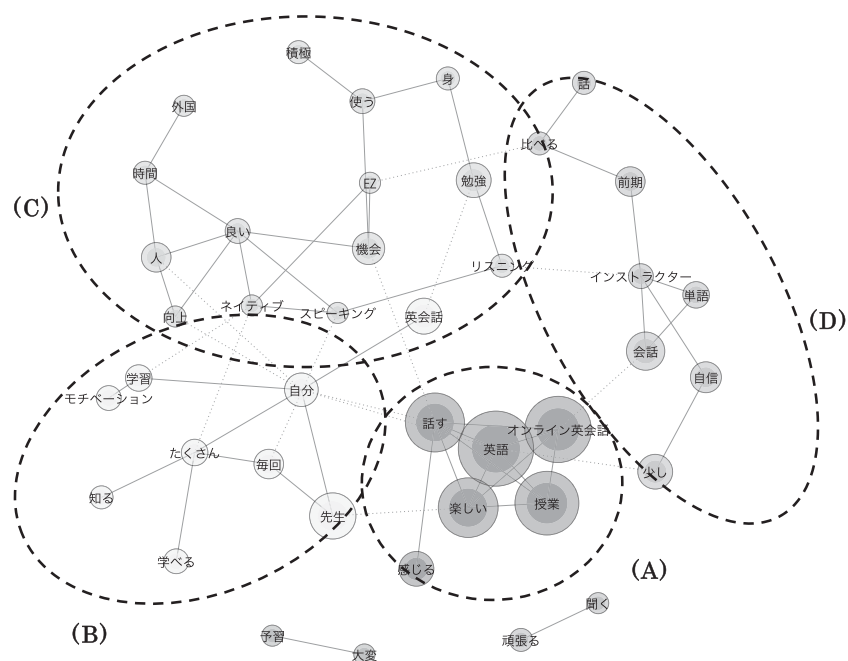 積極
身
話
使う
外国
比べる
時間
EZ
勉強
前期
(C)
良い
人
機会
リスニング
インストラクター
単語
向上
ネイティブ
スピーキング
英会話
(D)
会話
学習
自信
モチベーション
自分
話す
英語
オンライン英会話
たくさん
毎回
少し
知る
先生
楽しい
授業
学べる
感じる
(A)
(B)
聞く
予習
頑張る
大変